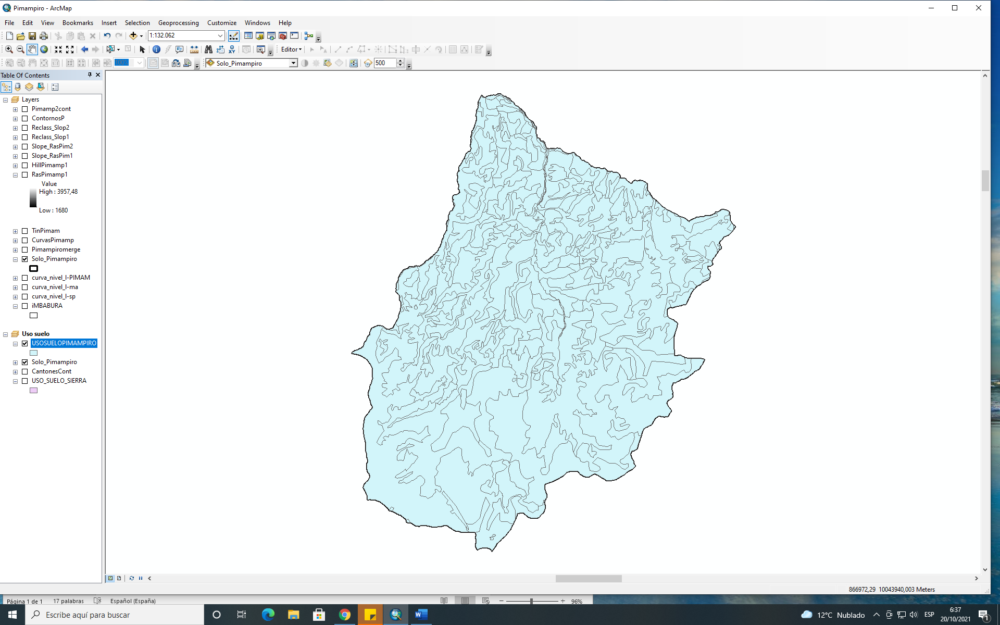 Pimampiro - ArcMap
File Edit View Bookmarks Insert Selection Geoprocessing Customize Windows Help
1:132.062
Editor
100%
Solo_Pimampiro
500
Table Of Contents
Layers
Pimamp2cont
ContornosP
Reclass_Slop2
Reclass_Slop1
Slope_RasPim2
Slope_RasPim1
HillPimamp1
RasPimamp1
Value
High : 3957,48
Low : 1680
TinPimam
CurvasPimamp
Pimampiromerge
Solo_Pimampiro
curva_nivel_l-PIMAM
curva_nivel_l-ma
curva_nivel_l-sp
iMBABURA
Uso suelo
USOSUELOPIMAMPIRO
Solo_Pimampiro
CantonesCont
USO_SUELO_SIERRA
866972,29 10043940,003 Meters
Página 1 de 1 17 palabras Español (España) 96%
Escribe aquí para buscar
12°C Nublado
ESP
6:37
20/10/2021
1